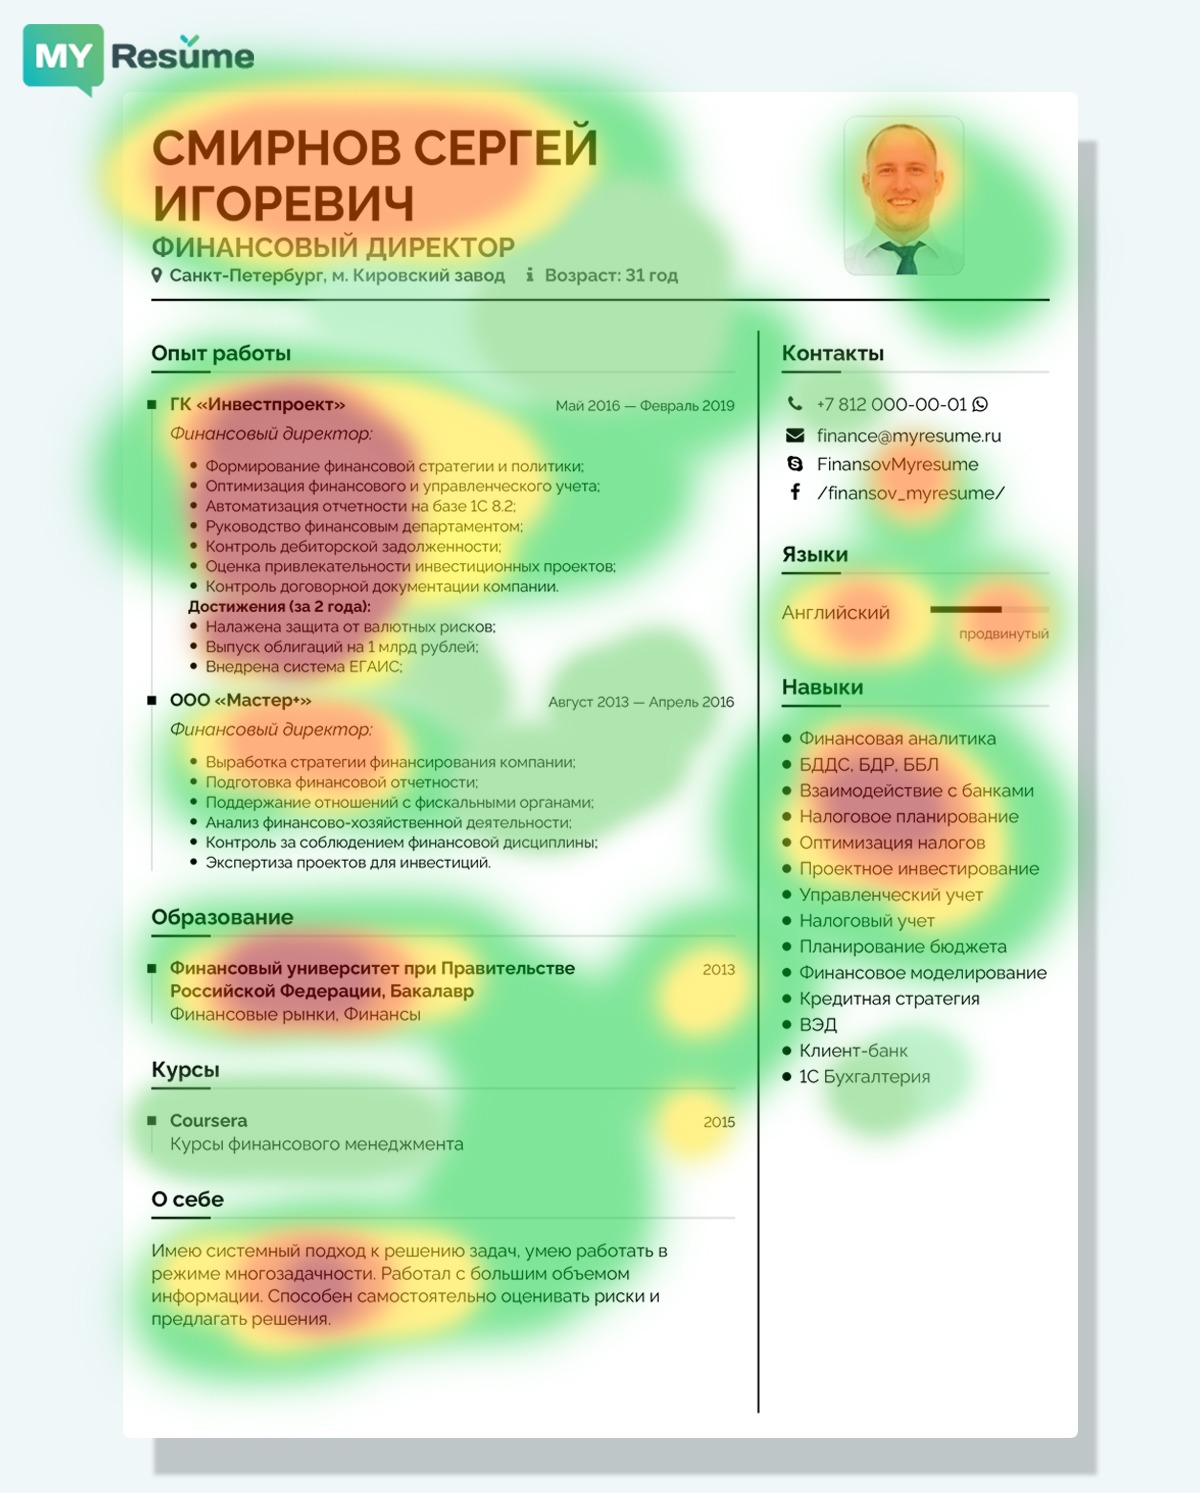 MY Resume
СМИРНОВ СЕРГЕЙ
ИГОРЕВИЧ
ФИНАНСОВЫЙ ДИРЕКТОР
Санкт-Петербург, м. Кировский завод Возраст: 31 год
Опыт работы
ГК «Инвестпроект» Май 2016 — Февраль 2019
Финансовый директор:
• Формирование финансовой стратегии и политики;
• Оптимизация финансового и управленческого учета;
• Автоматизация отчетности на базе 1С 8.2;
• Руководство финансовым департаментом;
• Контроль дебиторской задолженности;
• Оценка привлекательности инвестиционных проектов;
• Контроль договорной документации компании.
Достижения (за 2 года):
• Налажена защита от валютных рисков;
• Выпуск облигаций на 1 млрд рублей;
• Внедрена система ЕГАИС;
ООО «Мастер+» Август 2013 — Апрель 2016
Финансовый директор:
• Выработка стратегии финансирования компании;
• Подготовка финансовой отчетности;
• Поддержание отношений с фискальными органами;
• Анализ финансово-хозяйственной деятельности;
• Контроль за соблюдением финансовой дисциплины;
• Экспертиза проектов для инвестиций.
Образование
Финансовый университет при Правительстве 2013
Российской Федерации, Бакалавр
Финансовые рынки, Финансы
Курсы
Coursera 2015
Курсы финансового менеджмента
О себе
Имею системный подход к решению задач, умею работать в
режиме многозадачности. Работал с большим объемом
информации. Способен самостоятельно оценивать риски и
предлагать решения.
Контакты
+7 812 000-00-01
finance@myresume.ru
FinansovMyresume
/finansov_myresume/
Языки
Английский
продвинутый
Навыки
• Финансовая аналитика
• БДДС, БДР, ББЛ
• Взаимодействие с банками
• Налоговое планирование
• Оптимизация налогов
• Проектное инвестирование
• Управленческий учет
• Налоговый учет
• Планирование бюджета
• Финансовое моделирование
• Кредитная стратегия
• ВЭД
• Клиент-банк
• 1С Бухгалтерия